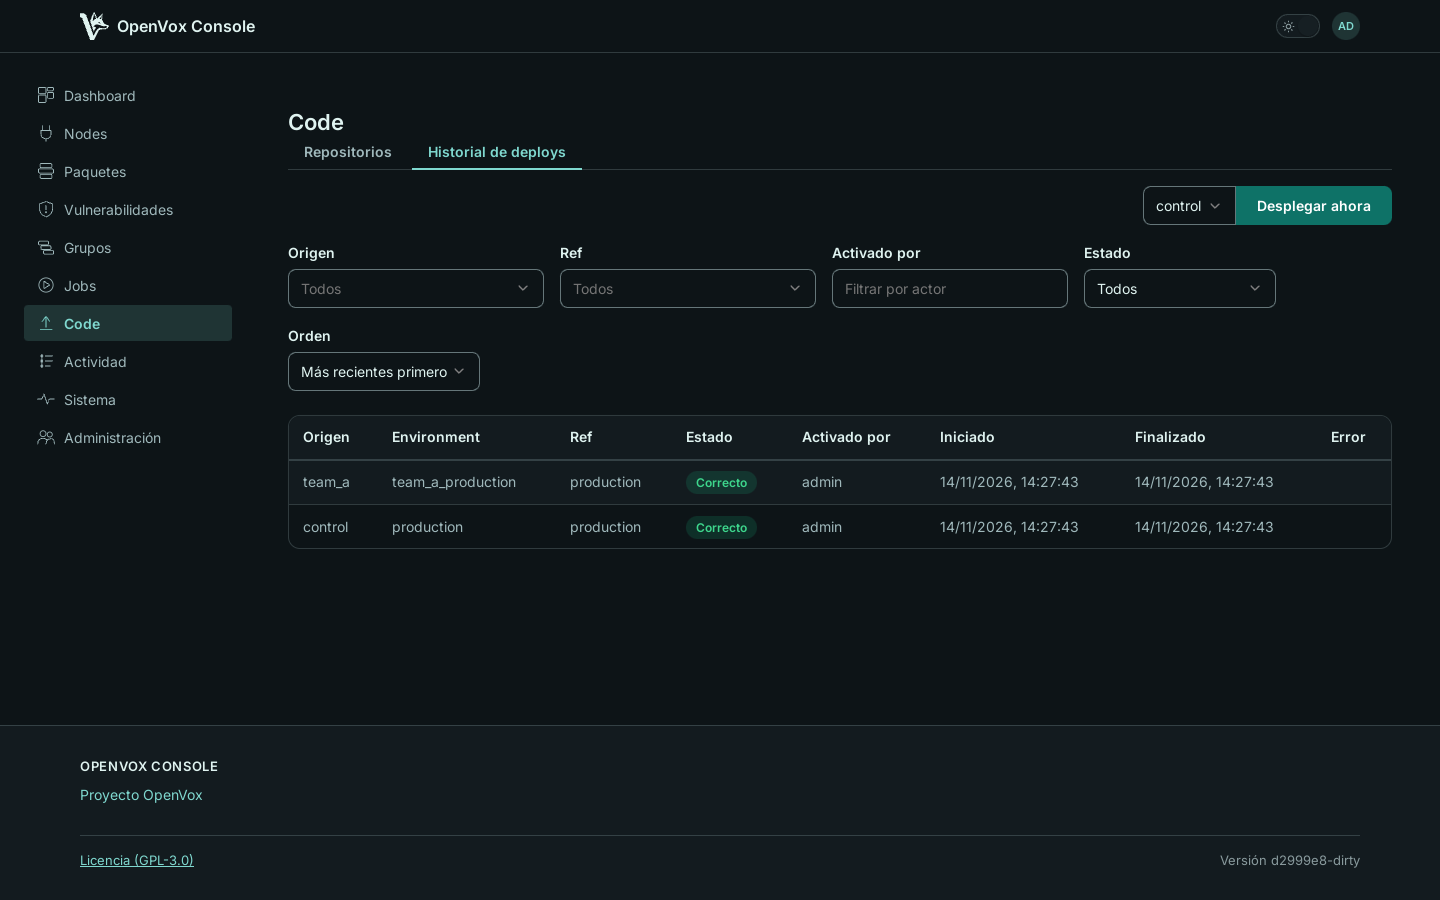 OpenVox Console
AD
Dashboard
Nodes
Paquetes
Vulnerabilidades
Grupos
Jobs
Code
Actividad
Sistema
Administración
Code
Repositorios Historial de deploys
control Desplegar ahora
Origen Ref Activado por Estado
Todos Todos Filtrar por actor Todos
Orden
Más recientes primero
Origen Environment Ref Estado Activado por Iniciado Finalizado Error
team_a team_a_production production Correcto admin 14/11/2026, 14:27:43 14/11/2026, 14:27:43
control production production Correcto admin 14/11/2026, 14:27:43 14/11/2026, 14:27:43
OPENVOX CONSOLE
Proyecto OpenVox
Licencia (GPL-3.0) Versión d2999e8-dirty